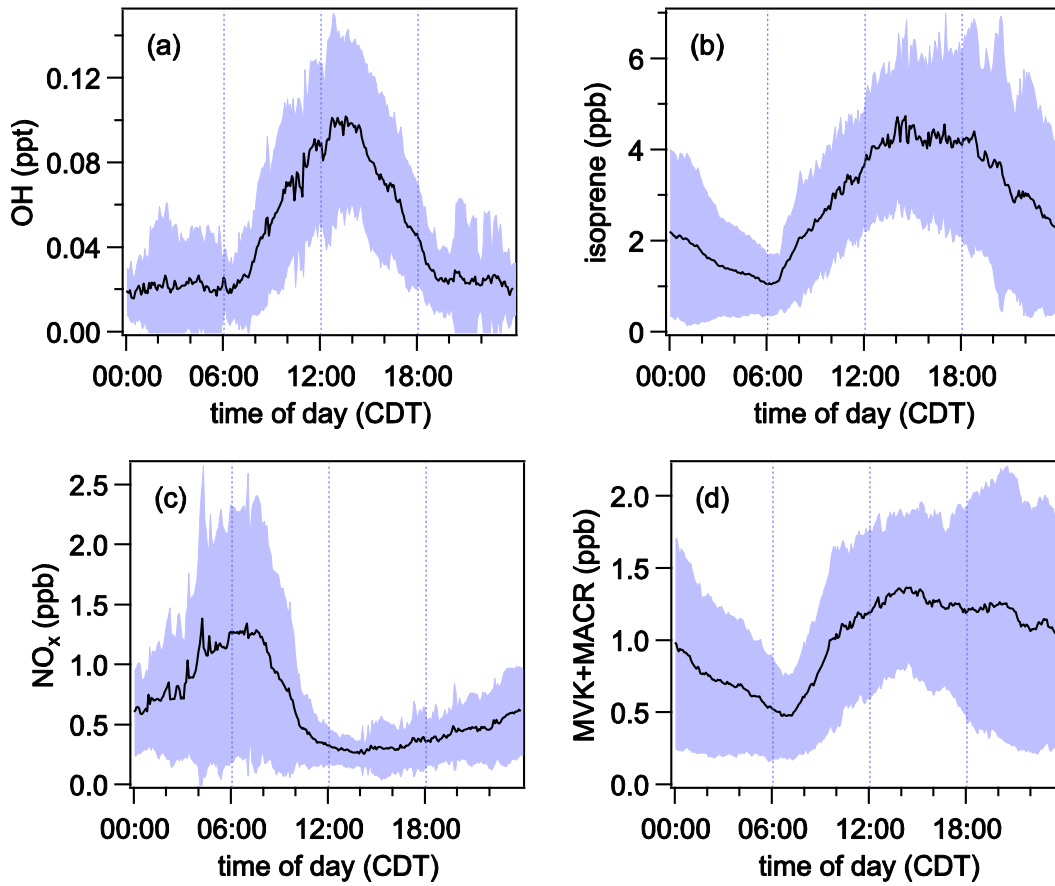 (a)
OH (ppt)
0.12
0.08
0.04
0.00
00:00 06:00 12:00 18:00
time of day (CDT)
(b)
isoprene (ppb)
6
4
2
0
00:00 06:00 12:00 18:00
time of day (CDT)
(c)
NOx (ppb)
2.5
2.0
1.5
1.0
0.5
0.0
00:00 06:00 12:00 18:00
time of day (CDT)
(d)
MVK+MACR (ppb)
2.0
1.5
1.0
0.5
0.0
00:00 06:00 12:00 18:00
time of day (CDT)